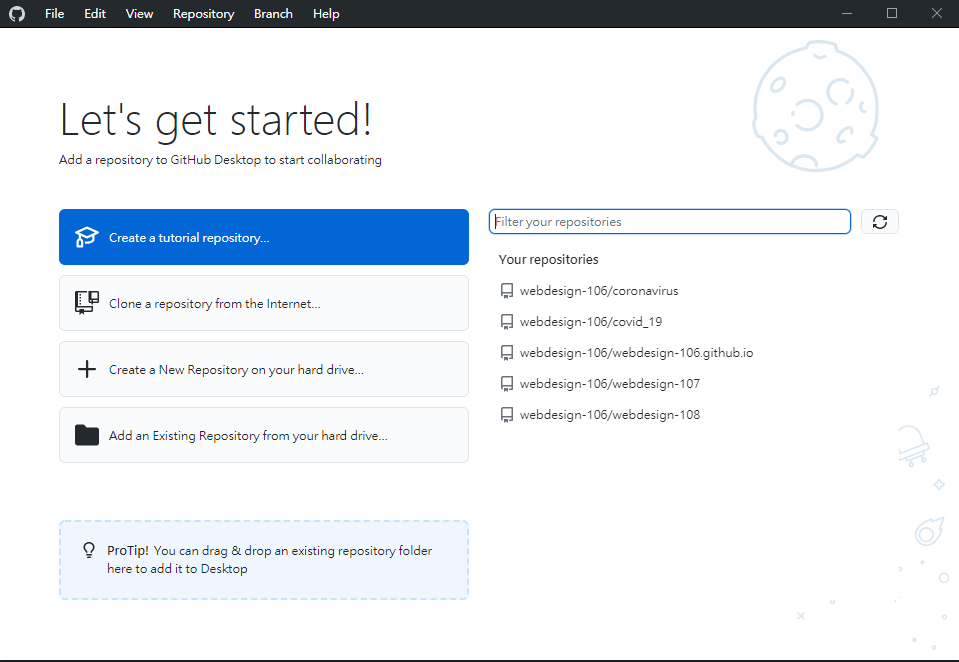 File Edit View Repository Branch Help
Let's get started!
Add a repository to GitHub Desktop to start collaborating
Create a tutorial repository...
Clone a repository from the Internet...
Create a New Repository on your hard drive...
Add an Existing Repository from your hard drive...
ProTip! You can drag & drop an existing repository folder
here to add it to Desktop
Filter your repositories
Your repositories
webdesign-106/coronavirus
webdesign-106/covid_19
webdesign-106/webdesign-106.github.io
webdesign-106/webdesign-107
webdesign-106/webdesign-108